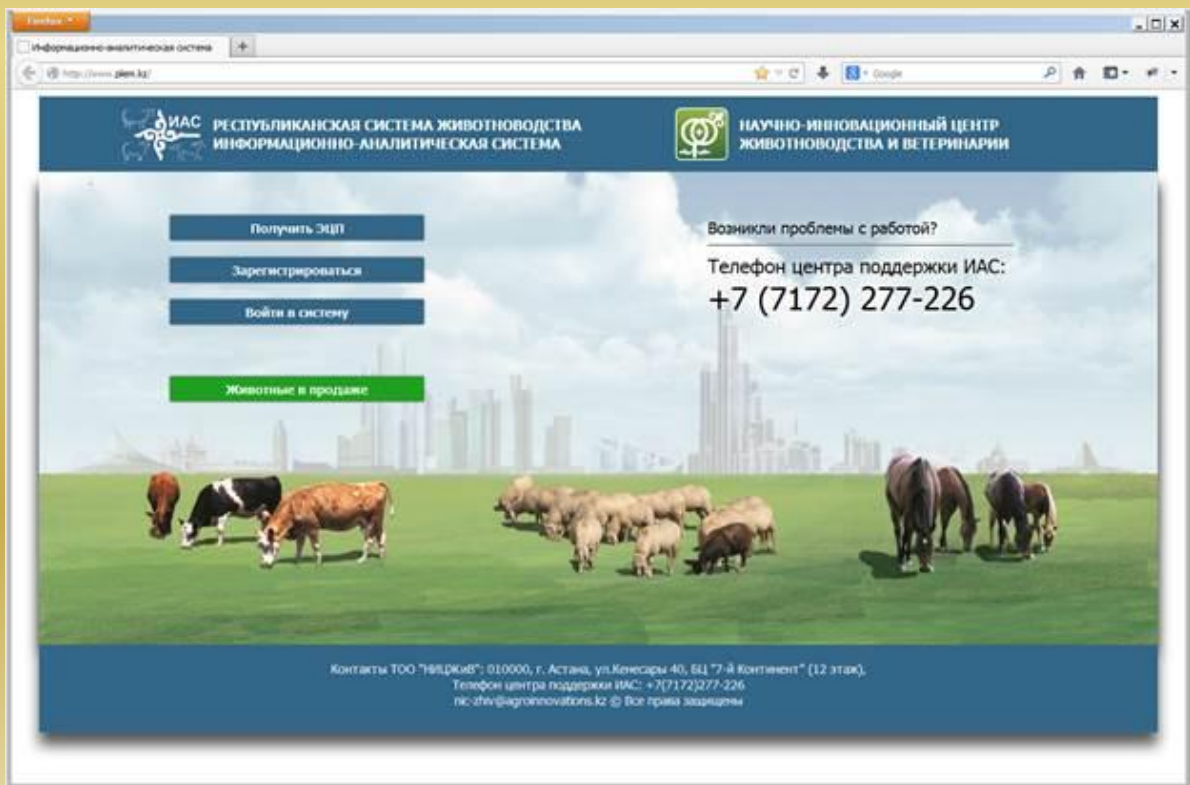 Firefox
Информационно-аналитическая система
http://www.plem.kz/
Google
ИАС
РЕСПУБЛИКАНСКАЯ СИСТЕМА ЖИВОТНОВОДСТВА
ИНФОРМАЦИОННО-АНАЛИТИЧЕСКАЯ СИСТЕМА
НАУЧНО-ИННОВАЦИОННЫЙ ЦЕНТР
ЖИВОТНОВОДСТВА И ВЕТЕРИНАРИИ
Получить ЭЦП
Зарегистрироваться
Войти в систему
Животные в продаже
Возникли проблемы с работой?
Телефон центра поддержки ИАС:
+7 (7172) 277-226
Контакты ТОО "НИЦЖиВ": 010000, г. Астана, ул.Кенесары 40, БЦ "7-й Континент" (12 этаж),
Телефон центра поддержки ИАС: +7(7172)277-226
nic-zhiv@agroinnovations.kz © Все права защищены